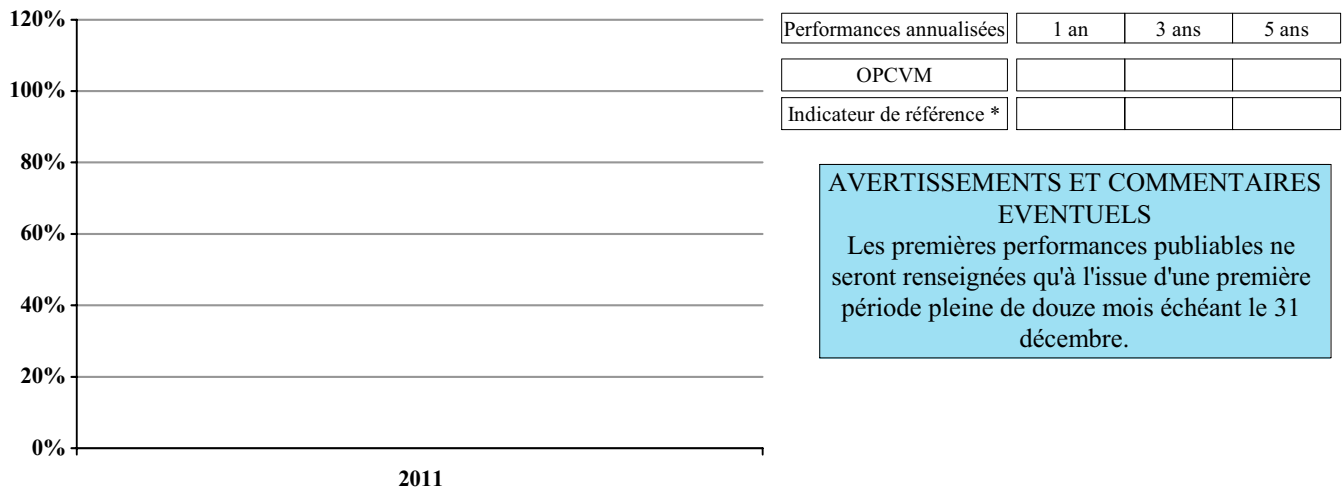 120%
100%
80%
60%
40%
20%
0%
2011
Performances annualisées 1 an 3 ans 5 ans
OPCVM
Indicateur de référence *
AVERTISSEMENTS ET COMMENTAIRES
EVENTUELS
Les premières performances publiables ne
seront renseignées qu'à l'issue d'une première
période pleine de douze mois échéant le 31
décembre.